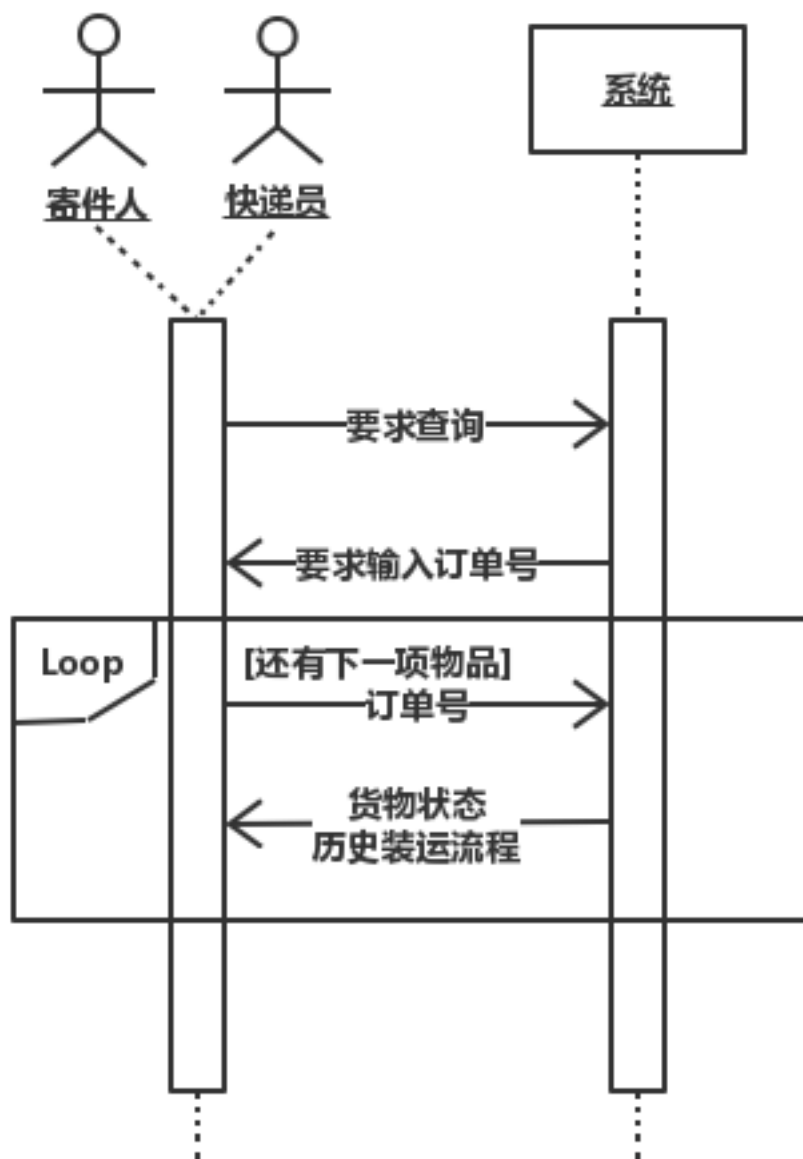 寄件人
快递员
系统
要求查询
要求输入订单号
Loop
[还有下一项物品]
订单号
货物状态
历史装运流程